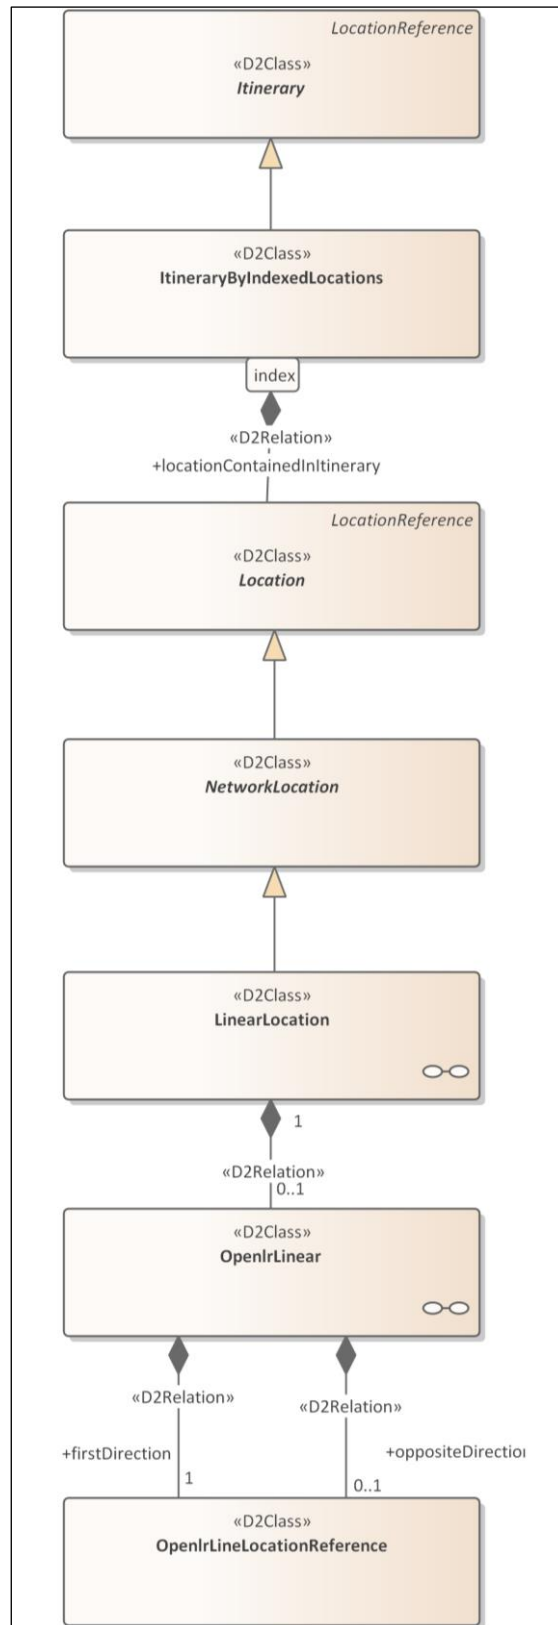 LocationReference
«D2Class»
Itinerary
«D2Class»
ItineraryByIndexedLocations
index
«D2Relation»
+locationContainedInItinerary
LocationReference
«D2Class»
Location
«D2Class»
NetworkLocation
«D2Class»
LinearLocation
1
«D2Relation»
0..1
«D2Class»
OpenlrLinear
«D2Relation»
«D2Relation»
+firstDirection
+oppositeDirection
1
0..1
«D2Class»
OpenlrLineLocationReference